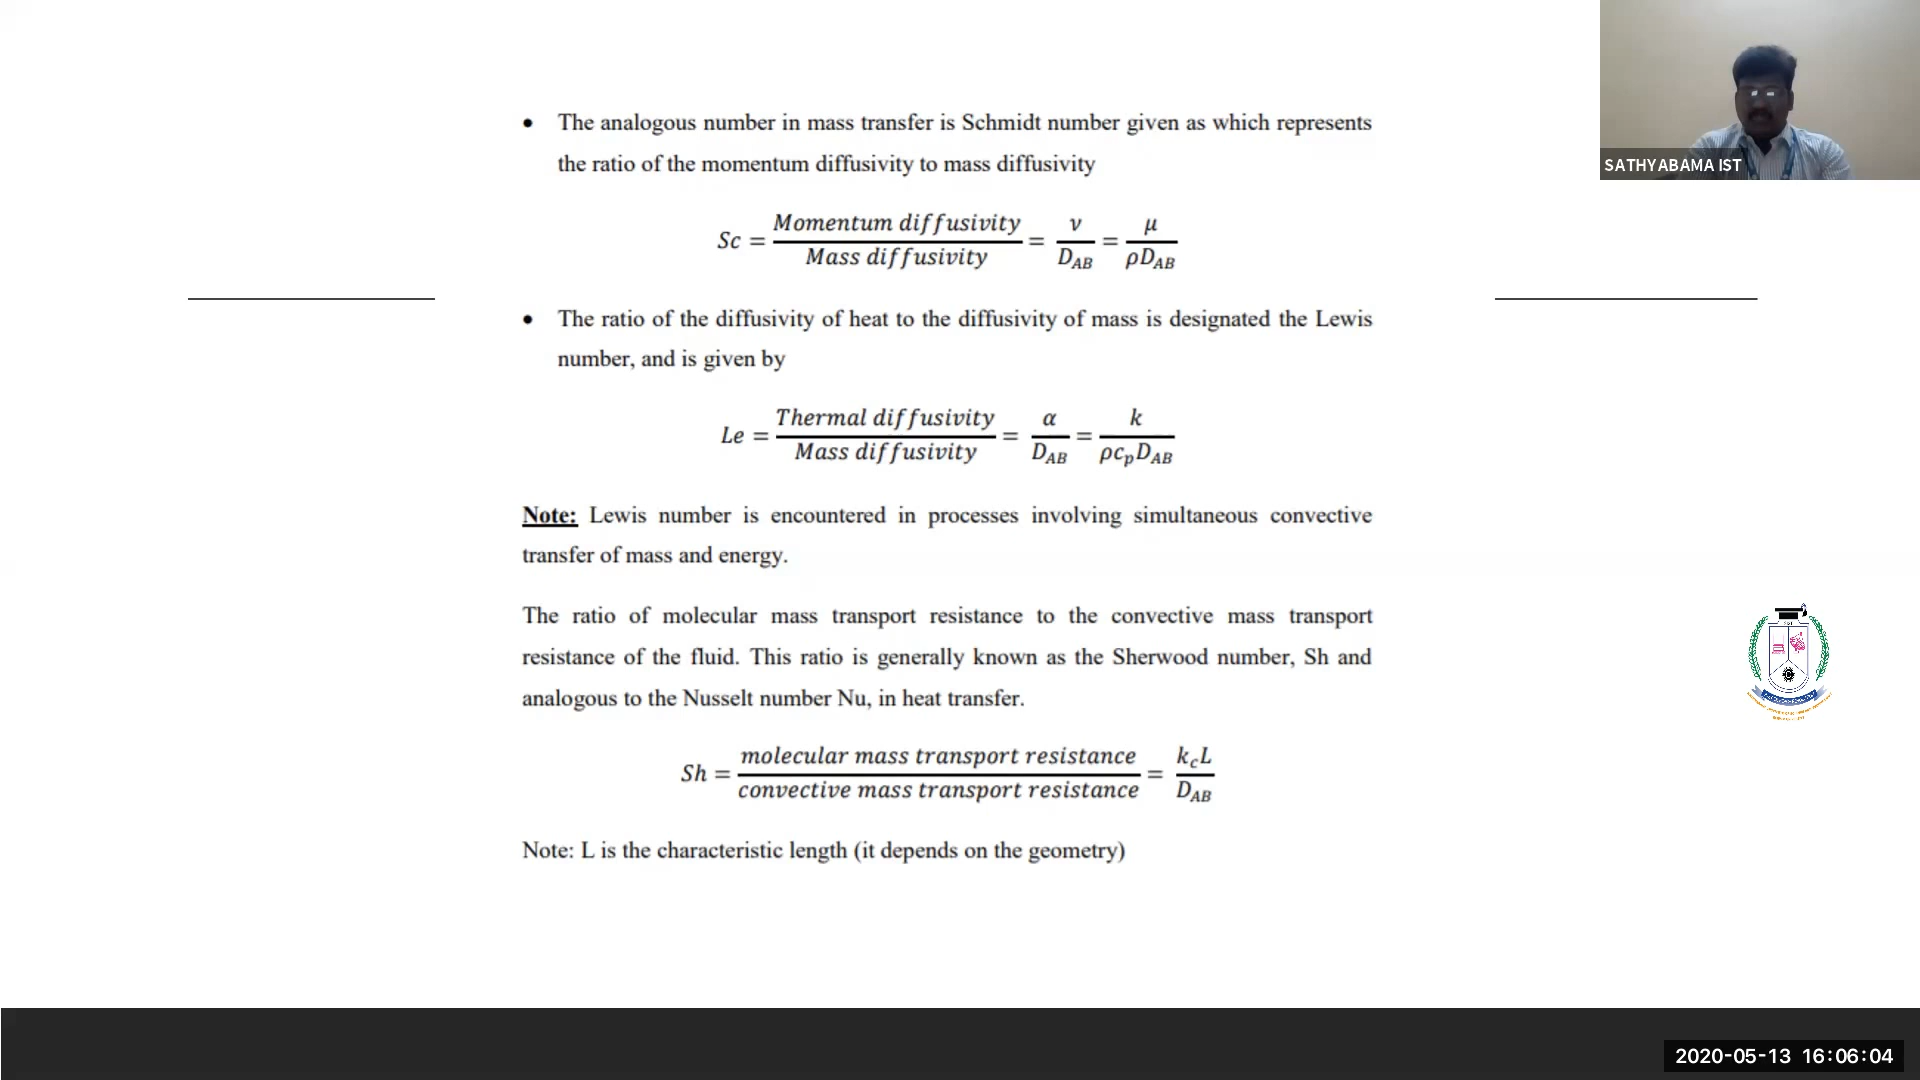 • The analogous number in mass transfer is Schmidt number given as which represents
the ratio of the momentum diffusivity to mass diffusivity
Sc = Momentum diffusivity / Mass diffusivity = ν / D_AB = μ / ρD_AB
• The ratio of the diffusivity of heat to the diffusivity of mass is designated the Lewis
number, and is given by
Le = Thermal diffusivity / Mass diffusivity = α / D_AB = k / ρc_pD_AB
Note: Lewis number is encountered in processes involving simultaneous convective
transfer of mass and energy.
The ratio of molecular mass transport resistance to the convective mass transport
resistance of the fluid. This ratio is generally known as the Sherwood number, Sh and
analogous to the Nusselt number Nu, in heat transfer.
Sh = molecular mass transport resistance / convective mass transport resistance = k_cL / D_AB
Note: L is the characteristic length (it depends on the geometry)
SATHYABAMA IST
2020-05-13 16:06:04